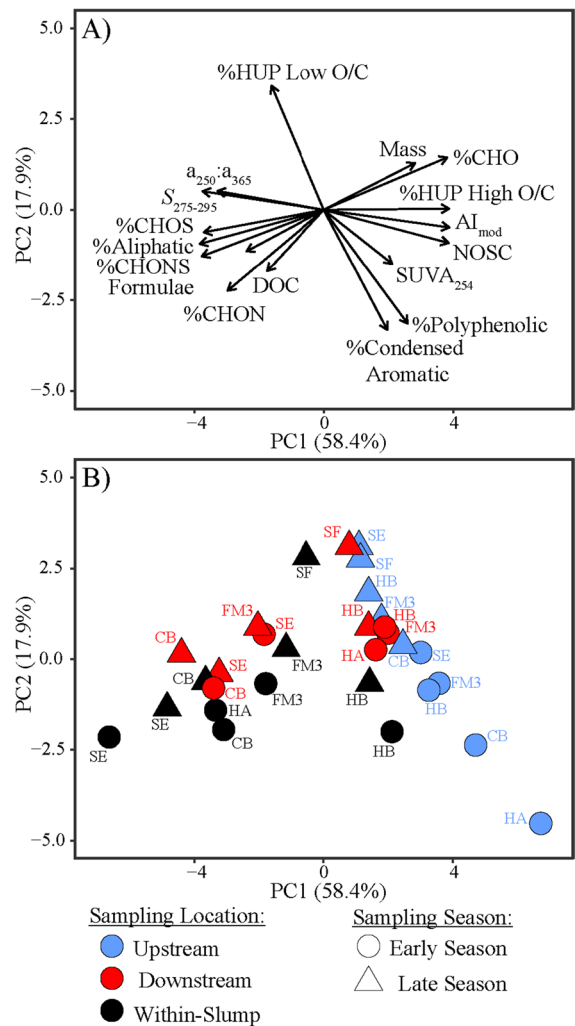 A)
5.0
2.5
0.0
−2.5
−5.0
PC2 (17.9%)
%HUP Low O/C
Mass
%CHO
a250:a365
S275-295
%HUP High O/C
%CHOS
AImod
%Aliphatic
NOSC
%CHONS
SUVA254
Formulae
DOC
%CHON
%Polyphenolic
%Condensed
Aromatic
−4
0
4
PC1 (58.4%)
B)
5.0
2.5
0.0
−2.5
−5.0
PC2 (17.9%)
SF
SE
SF
SF
HB
FM3
FM3
SE
HB
HB
FM3
CB
HA
CB
SE
FM3
SE
CB
CB
FM3
SE
HA
HB
HB
FM3
CB
HB
CB
SE
HA
−4
0
4
PC1 (58.4%)
Sampling Location:
Sampling Season:
Upstream
Early Season
Downstream
Late Season
Within-Slump